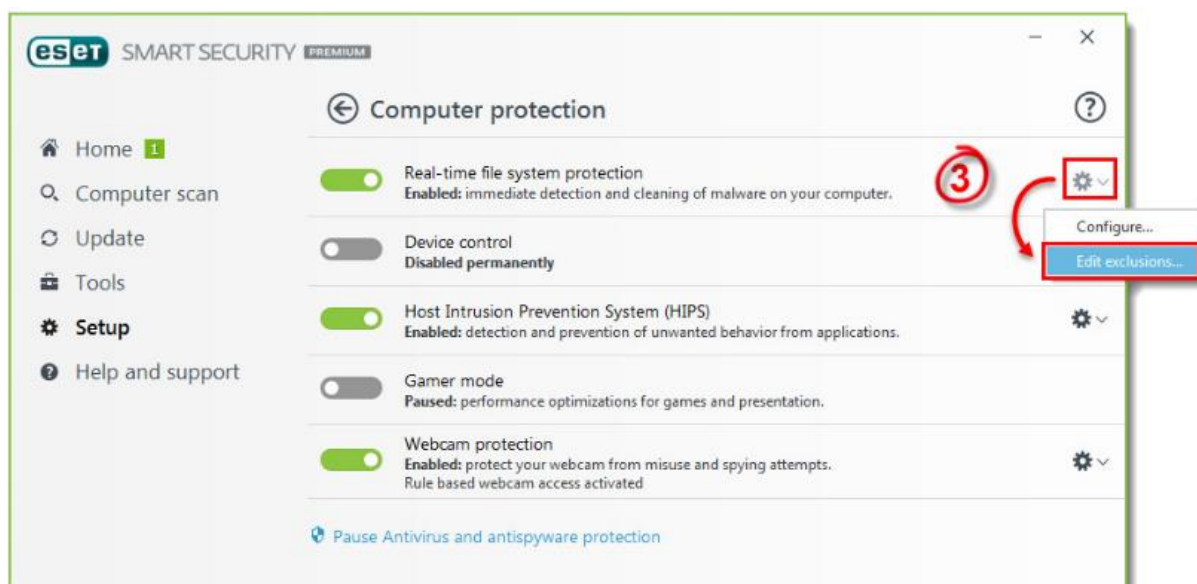 eset SMART SECURITY PREMIUM
Computer protection
Home 1
Computer scan
Update
Tools
Setup
Help and support
Real-time file system protection
Enabled: immediate detection and cleaning of malware on your computer.
3
Configure...
Edit exclusions...
Device control
Disabled permanently
Host Intrusion Prevention System (HIPS)
Enabled: detection and prevention of unwanted behavior from applications.
Gamer mode
Paused: performance optimizations for games and presentation.
Webcam protection
Enabled: protect your webcam from misuse and spying attempts.
Rule based webcam access activated
Pause Antivirus and antispyware protection